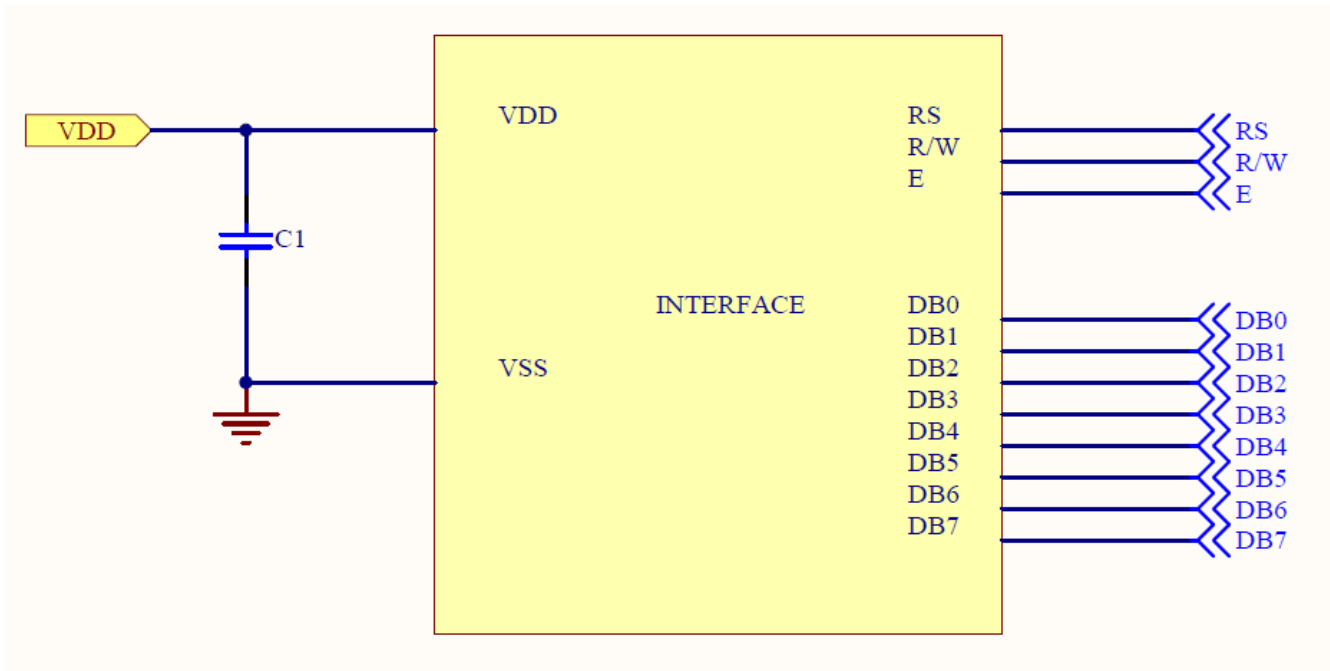 VDD
C1
VDD
VSS
INTERFACE
RS
R/W
E
DB0
DB1
DB2
DB3
DB4
DB5
DB6
DB7
RS
R/W
E
DB0
DB1
DB2
DB3
DB4
DB5
DB6
DB7